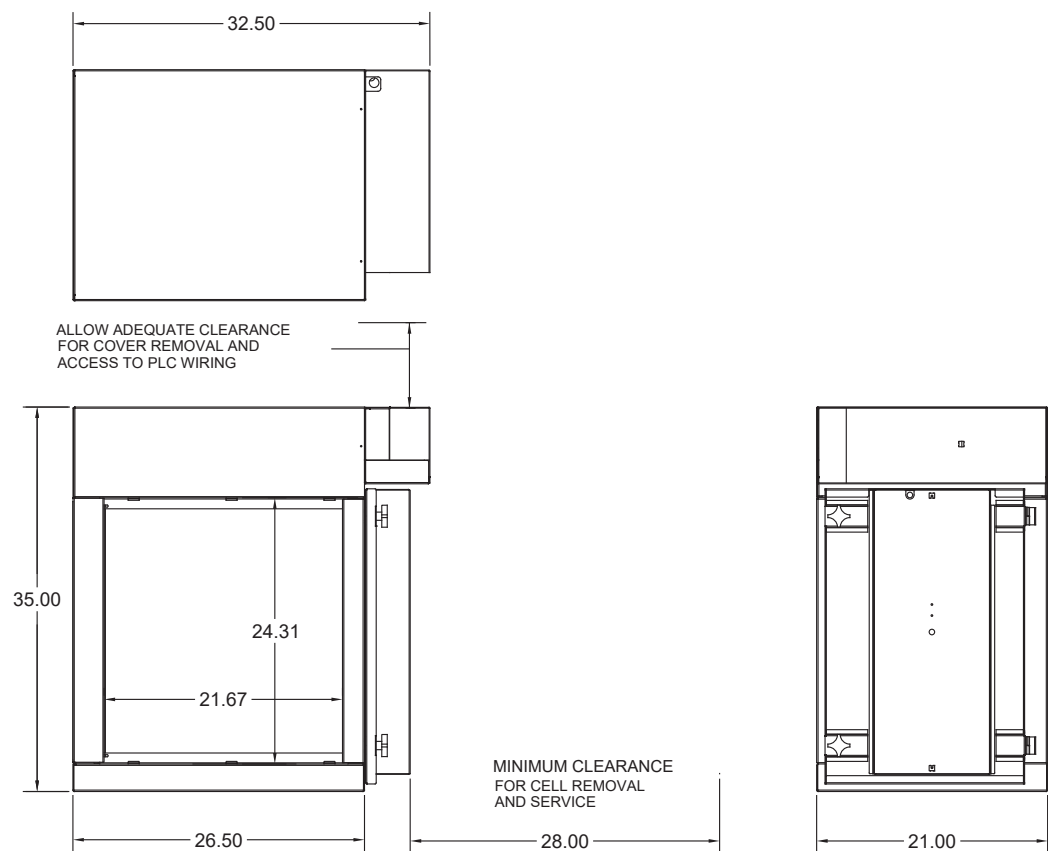 32.50
ALLOW ADEQUATE CLEARANCE
FOR COVER REMOVAL AND
ACCESS TO PLC WIRING
35.00
24.31
21.67
MINIMUM CLEARANCE
FOR CELL REMOVAL
AND SERVICE
26.50
28.00
21.00